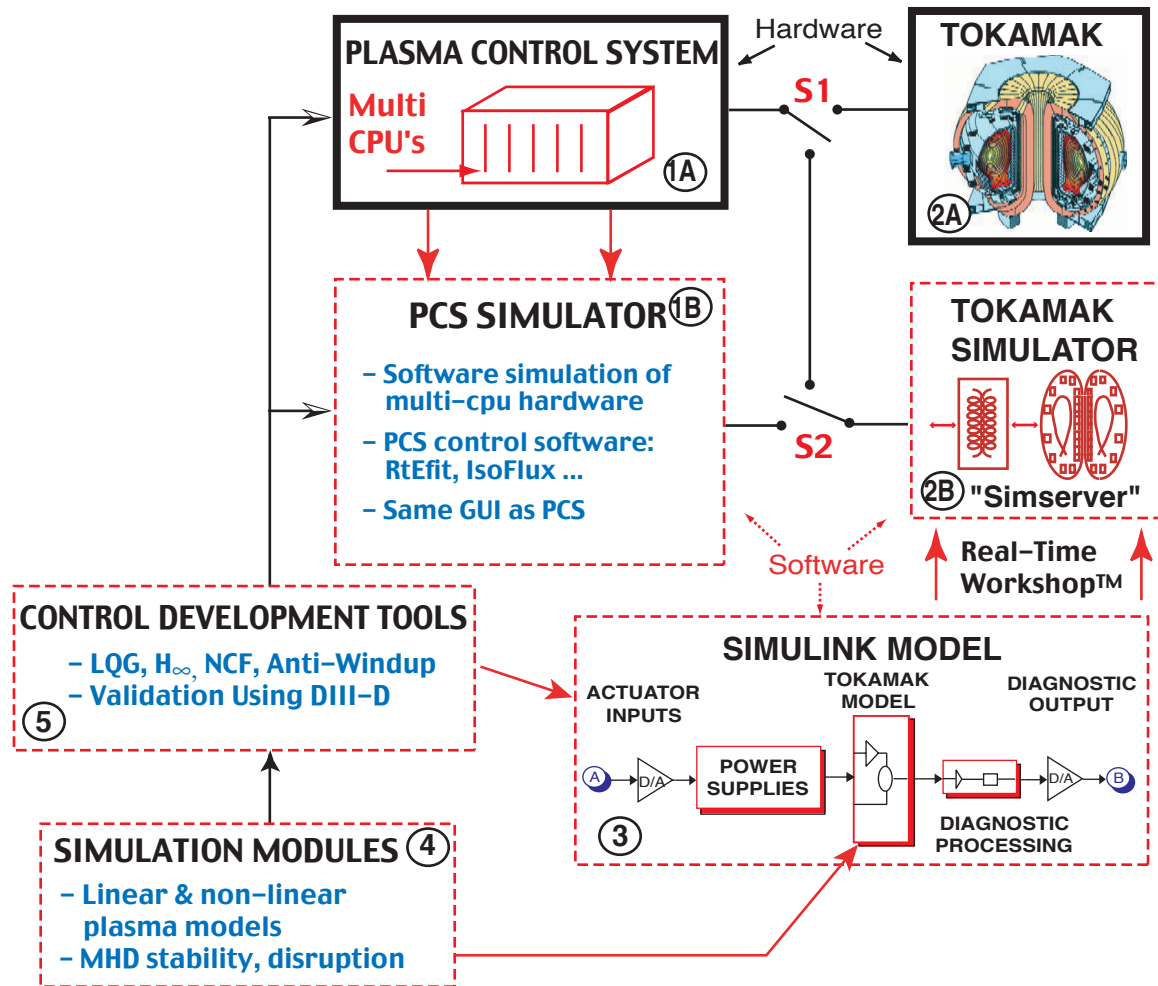 Hardware
PLASMA CONTROL SYSTEM
Multi
CPU's
1A
S1
TOKAMAK
2A
PCS SIMULATOR
1B
– Software simulation of
multi–cpu hardware
– PCS control software:
RtEfit, IsoFlux ...
– Same GUI as PCS
S2
TOKAMAK
SIMULATOR
2B
"Simserver"
Software
Real–Time
Workshop™
CONTROL DEVELOPMENT TOOLS
– LQG, H∞, NCF, Anti–Windup
– Validation Using DIII–D
5
SIMULINK MODEL
ACTUATOR
INPUTS
TOKAMAK
MODEL
DIAGNOSTIC
OUTPUT
A
D/A
POWER
SUPPLIES
D/A
B
3
DIAGNOSTIC
PROCESSING
SIMULATION MODULES
4
– Linear & non–linear
plasma models
– MHD stability, disruption